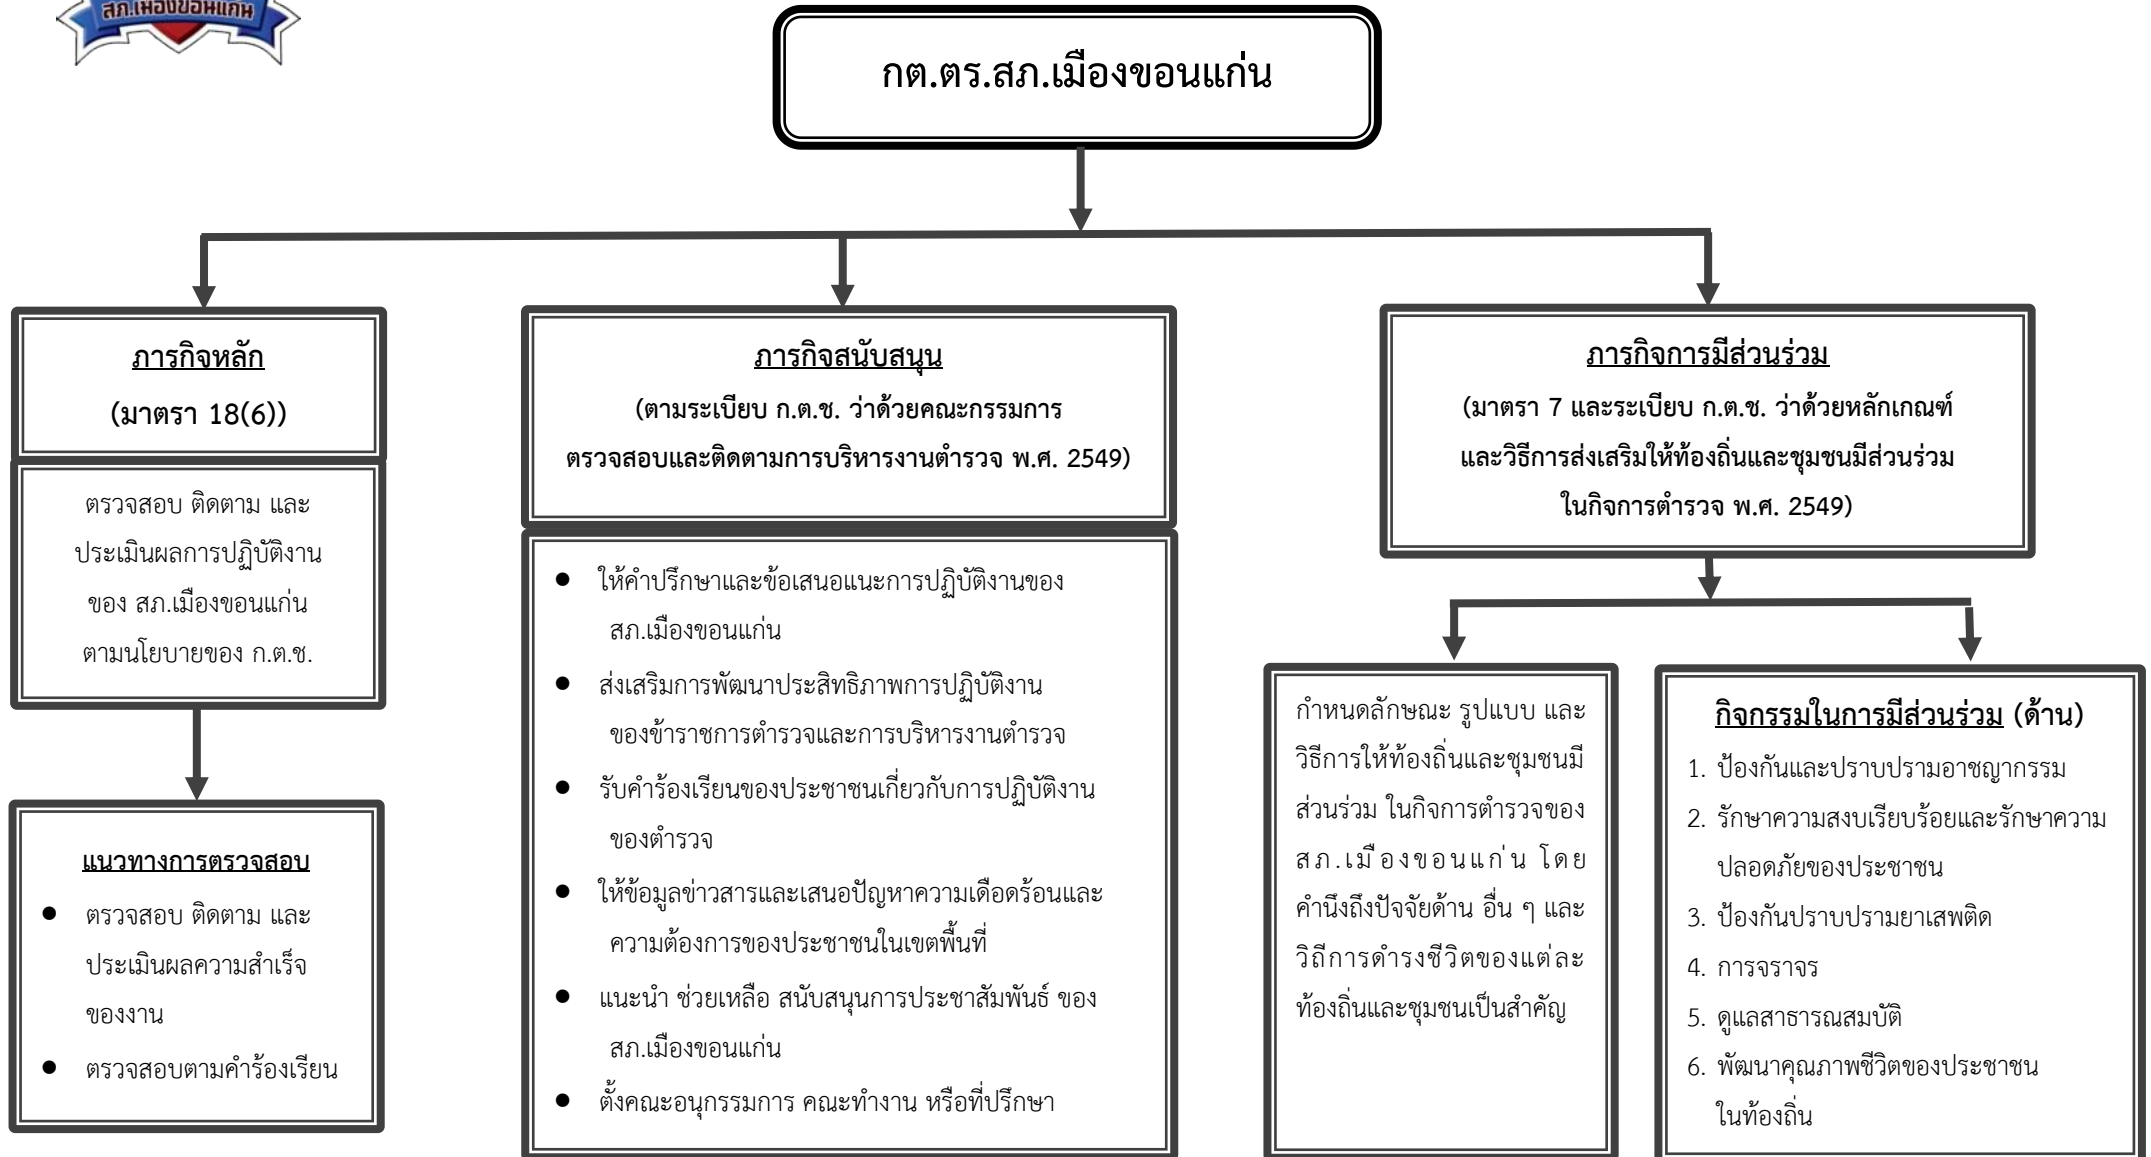 สภ.เมืองขอนแก่น
กต.ตร.สภ.เมืองขอนแก่น
ภารกิจหลัก
(มาตรา 18(6))
ตรวจสอบ ติดตาม และ
ประเมินผลการปฏิบัติงาน
ของ สภ.เมืองขอนแก่น
ตามนโยบายของ ก.ต.ช.
แนวทางการตรวจสอบ
● ตรวจสอบ ติดตาม และ
ประเมินผลความสำเร็จ
ของงาน
● ตรวจสอบตามคำร้องเรียน
ภารกิจสนับสนุน
(ตามระเบียบ ก.ต.ช. ว่าด้วยคณะกรรมการ
ตรวจสอบและติดตามการบริหารงานตำรวจ พ.ศ. 2549)
● ให้คำปรึกษาและข้อเสนอแนะการปฏิบัติงานของ
สภ.เมืองขอนแก่น
● ส่งเสริมการพัฒนาประสิทธิภาพการปฏิบัติงาน
ของข้าราชการตำรวจและการบริหารงานตำรวจ
● รับคำร้องเรียนของประชาชนเกี่ยวกับการปฏิบัติงาน
ของตำรวจ
● ให้ข้อมูลข่าวสารและเสนอปัญหาความเดือดร้อนและ
ความต้องการของประชาชนในเขตพื้นที่
● แนะนำ ช่วยเหลือ สนับสนุนการประชาสัมพันธ์ ของ
สภ.เมืองขอนแก่น
● ตั้งคณะอนุกรรมการ คณะทำงาน หรือที่ปรึกษา
ภารกิจการมีส่วนร่วม
(มาตรา 7 และระเบียบ ก.ต.ช. ว่าด้วยหลักเกณฑ์
และวิธีการส่งเสริมให้ท้องถิ่นและชุมชนมีส่วนร่วม
ในกิจการตำรวจ พ.ศ. 2549)
กำหนดลักษณะ รูปแบบ และ
วิธีการให้ท้องถิ่นและชุมชนมี
ส่วนร่วม ในกิจการตำรวจของ
สภ.เมืองขอนแก่น โดย
คำนึงถึงปัจจัยด้าน อื่น ๆ และ
วิถีการดำรงชีวิตของแต่ละ
ท้องถิ่นและชุมชนเป็นสำคัญ
กิจกรรมในการมีส่วนร่วม (ด้าน)
1. ป้องกันและปราบปรามอาชญากรรม
2. รักษาความสงบเรียบร้อยและรักษาความ
ปลอดภัยของประชาชน
3. ป้องกันปราบปรามยาเสพติด
4. การจราจร
5. ดูแลสาธารณสมบัติ
6. พัฒนาคุณภาพชีวิตของประชาชน
ในท้องถิ่น